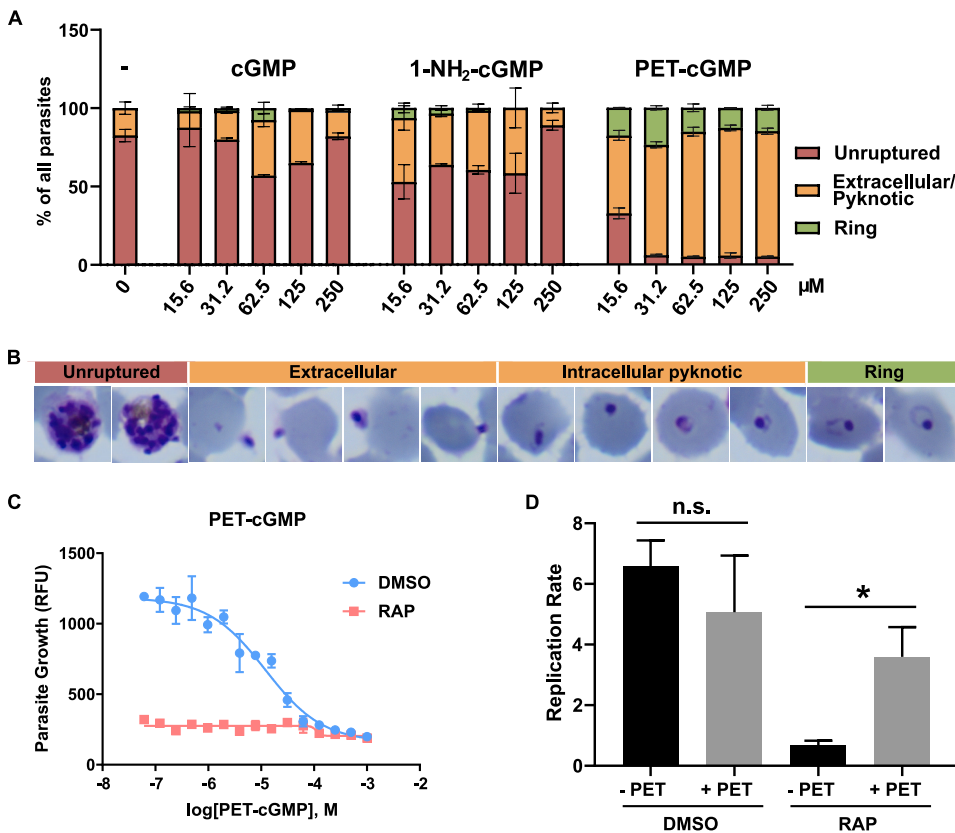 A
150
100
50
0
% of all parasites
-
cGMP
1-NH₂-cGMP
PET-cGMP
Unruptured
Extracellular/
Pyknotic
Ring
0
15.6
31.2
62.5
125
250
15.6
31.2
62.5
125
250
15.6
31.2
62.5
125
250
µM
B
Unruptured
Extracellular
Intracellular pyknotic
Ring
C
PET-cGMP
1500
1000
500
0
Parasite Growth (RFU)
DMSO
RAP
-8
-7
-6
-5
-4
-3
-2
log[PET-cGMP], M
D
8
6
4
2
0
Replication Rate
n.s.
*
- PET
+ PET
- PET
+ PET
DMSO
RAP